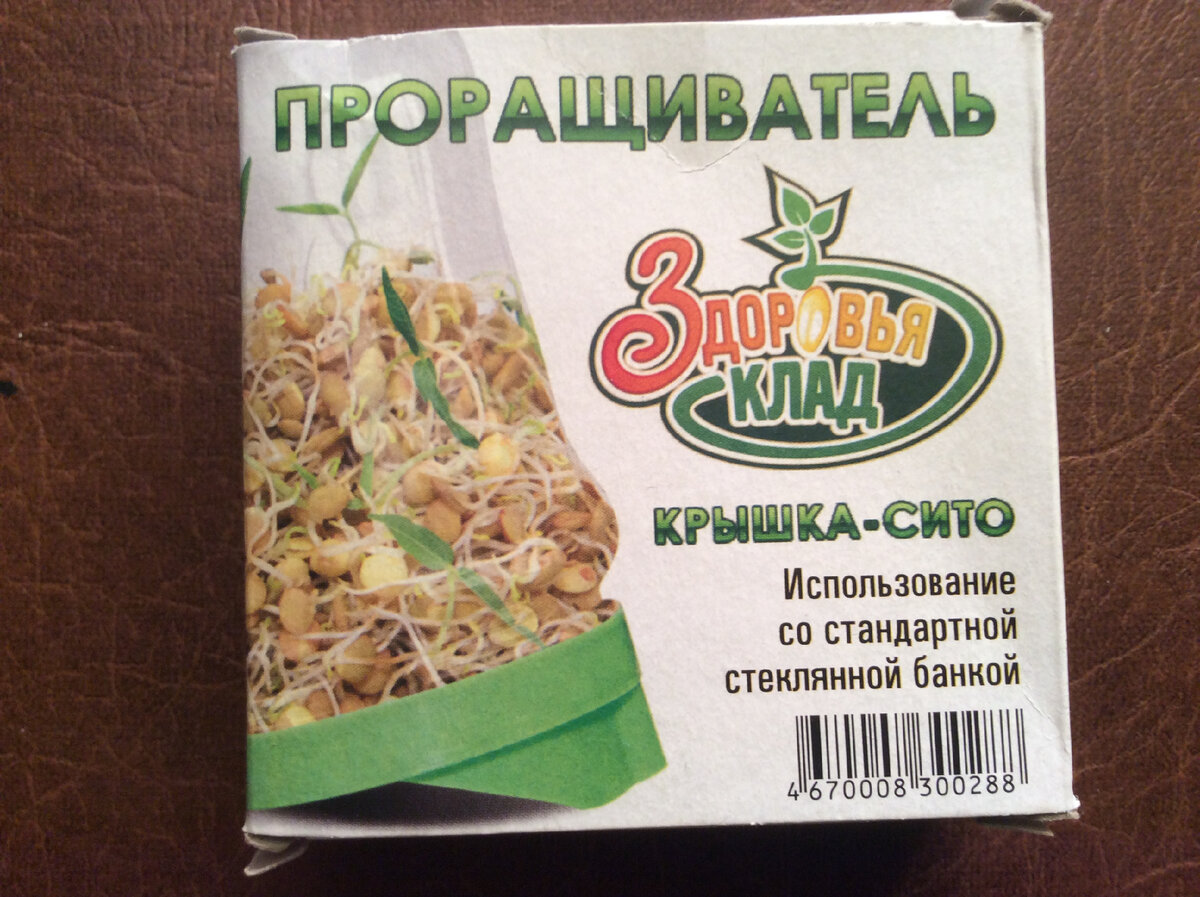 ПРОРАЩИВАТЕЛЬ
ЗДОРОВЬЯ
КЛАД
КРЫШКА-СИТО
Использование
со стандартной
стеклянной банкой
4 670008 300288